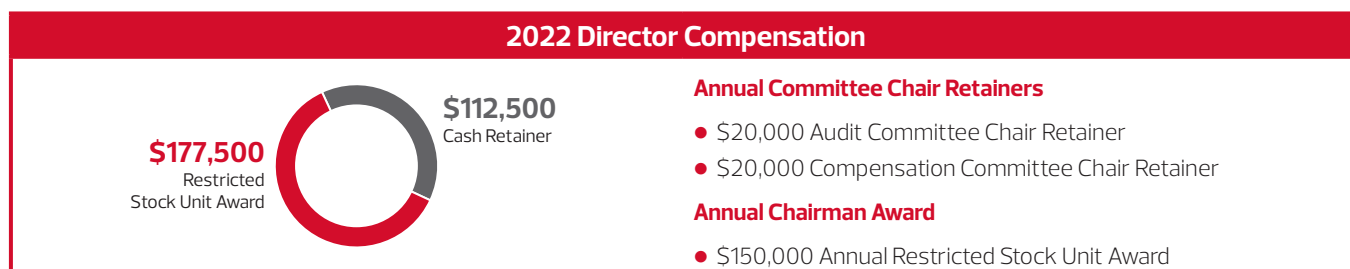 2022 Director Compensation
$112,500
Cash Retainer
$177,500
Restricted
Stock Unit Award
Annual Committee Chair Retainers
● $20,000 Audit Committee Chair Retainer
● $20,000 Compensation Committee Chair Retainer
Annual Chairman Award
● $150,000 Annual Restricted Stock Unit Award